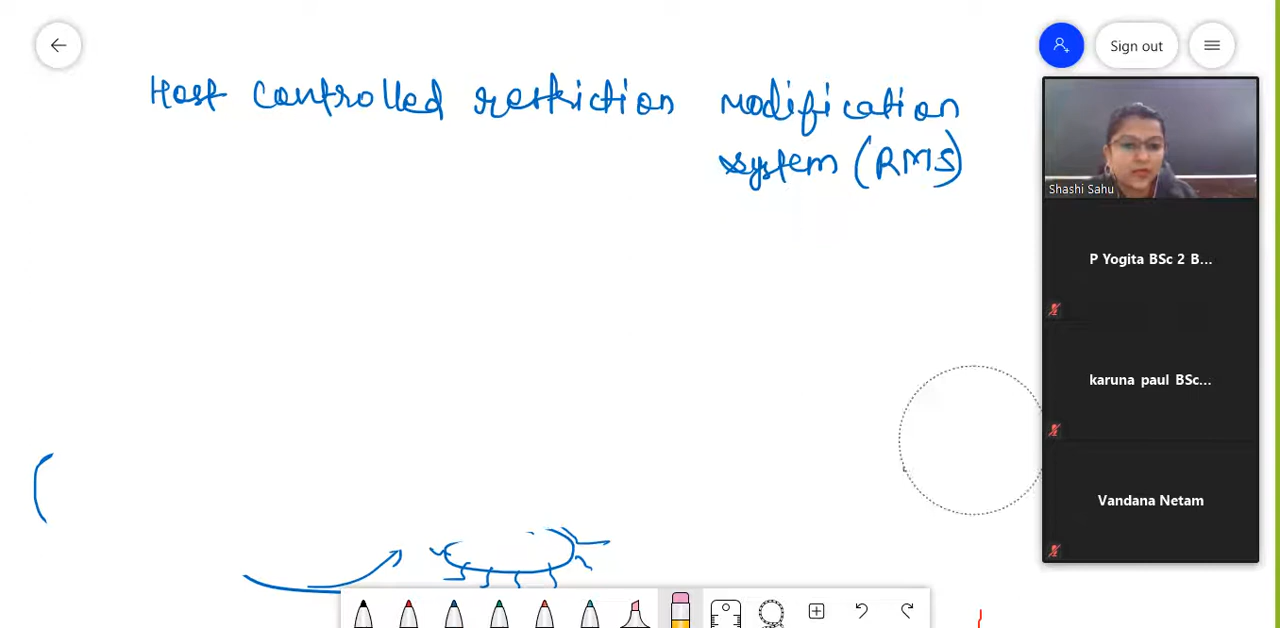 Sign out
Host controlled restriction modification
system (RMS)
Shashi Sahu
P Yogita BSc 2 B...
karuna paul BSc...
Vandana Netam